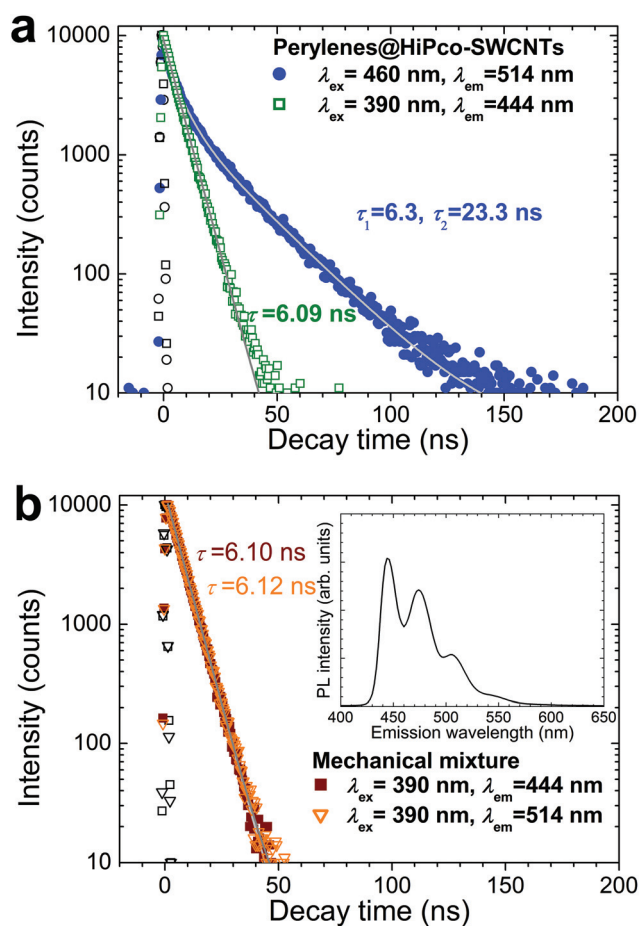 a
Perylenes@HiPco-SWCNTs
λex= 460 nm, λem=514 nm
λex= 390 nm, λem=444 nm
τ1=6.3, τ2=23.3 ns
τ=6.09 ns
Intensity (counts)
10000
1000
100
10
0 50 100 150 200
Decay time (ns)
b
τ=6.10 ns
τ=6.12 ns
PL intensity (arb. units)
400 450 500 550 600 650
Emission wavelength (nm)
Mechanical mixture
λex= 390 nm, λem=444 nm
λex= 390 nm, λem=514 nm
Intensity (counts)
10000
1000
100
10
0 50 100 150 200
Decay time (ns)